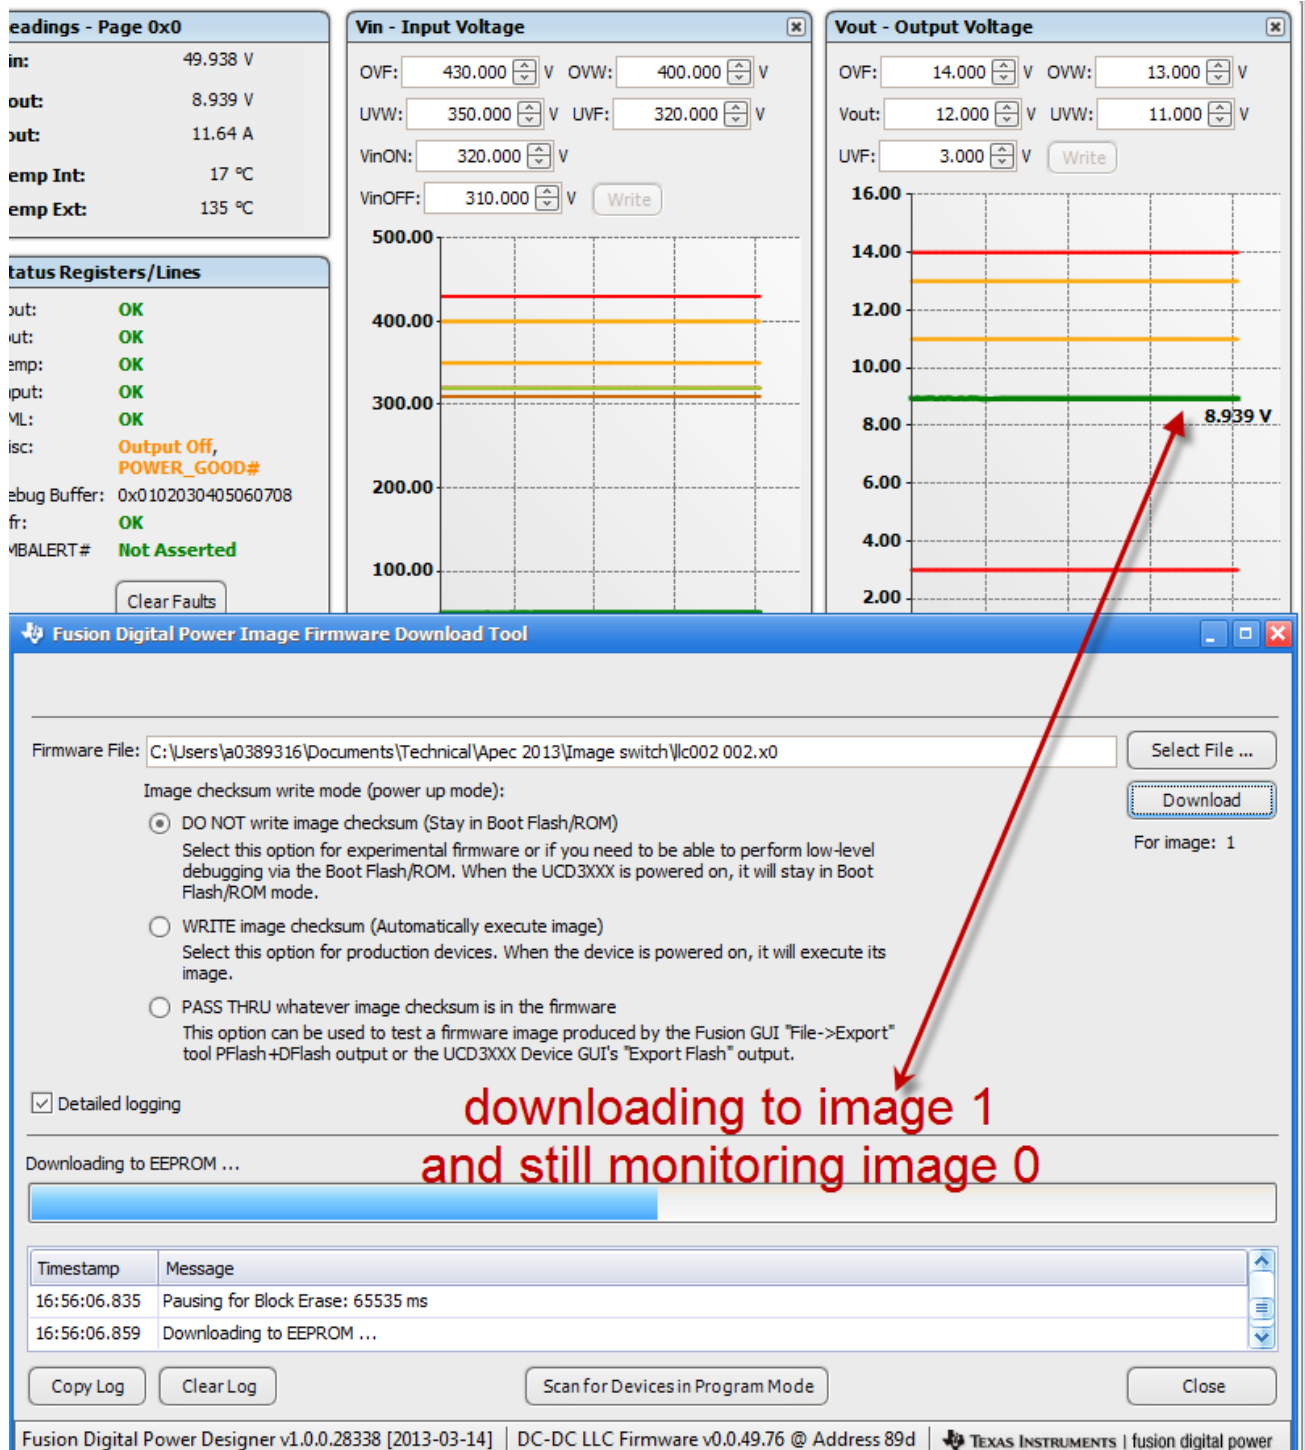 eadings - Page 0x0
in: 49.938 V
out: 8.939 V
out: 11.64 A
emp Int: 17 °C
emp Ext: 135 °C
tatus Registers/Lines
out: OK
ut: OK
emp: OK
nput: OK
ML: OK
isc: Output Off,
POWER_GOOD#
ebug Buffer: 0x0102030405060708
fr: OK
MBALERT# Not Asserted
Clear Faults
Vin - Input Voltage
OVF: 430.000 V OVW: 400.000 V
UVW: 350.000 V UVF: 320.000 V
VinON: 320.000 V
VinOFF: 310.000 V Write
500.00
400.00
300.00
200.00
100.00
Vout - Output Voltage
OVF: 14.000 V OVW: 13.000 V
Vout: 12.000 V UVW: 11.000 V
UVF: 3.000 V Write
16.00
14.00
12.00
10.00
8.00
8.939 V
6.00
4.00
2.00
Fusion Digital Power Image Firmware Download Tool
Firmware File: C:\Users\a0389316\Documents\Technical\Apec 2013\Image switch\llc002 002.x0 Select File ...
Image checksum write mode (power up mode):
Download
For image: 1
DO NOT write image checksum (Stay in Boot Flash/ROM)
Select this option for experimental firmware or if you need to be able to perform low-level
debugging via the Boot Flash/ROM. When the UCD3XXX is powered on, it will stay in Boot
Flash/ROM mode.
WRITE image checksum (Automatically execute image)
Select this option for production devices. When the device is powered on, it will execute its
image.
PASS THRU whatever image checksum is in the firmware
This option can be used to test a firmware image produced by the Fusion GUI "File->Export"
tool PFlash+DFlash output or the UCD3XXX Device GUI's "Export Flash" output.
Detailed logging
downloading to image 1
and still monitoring image 0
Downloading to EEPROM ...
Timestamp Message
16:56:06.835 Pausing for Block Erase: 65535 ms
16:56:06.859 Downloading to EEPROM ...
Copy Log Clear Log Scan for Devices in Program Mode Close
Fusion Digital Power Designer v1.0.0.28338 [2013-03-14] DC-DC LLC Firmware v0.0.49.76 @ Address 89d TEXAS INSTRUMENTS | fusion digital power